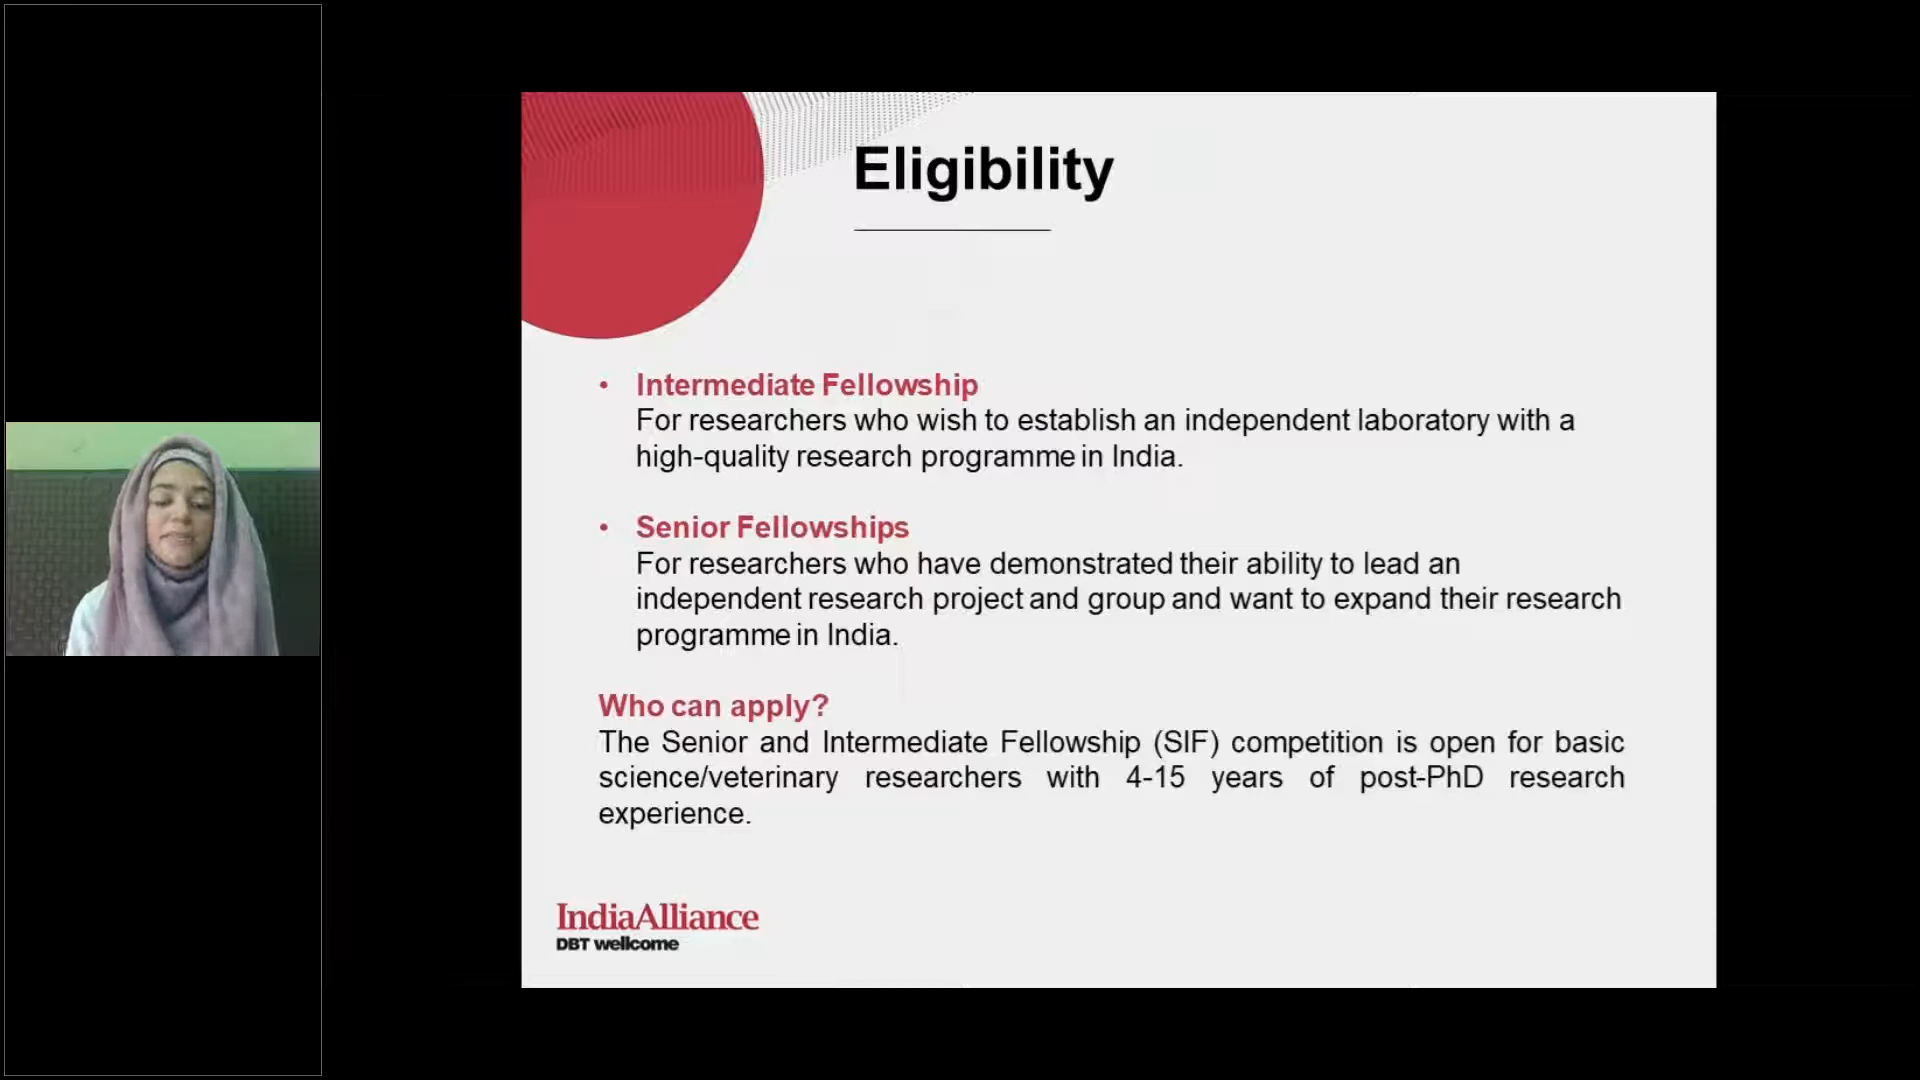 Eligibility
• Intermediate Fellowship
For researchers who wish to establish an independent laboratory with a
high-quality research programme in India.
• Senior Fellowships
For researchers who have demonstrated their ability to lead an
independent research project and group and want to expand their research
programme in India.
Who can apply?
The Senior and Intermediate Fellowship (SIF) competition is open for basic
science/veterinary researchers with 4-15 years of post-PhD research
experience.
IndiaAlliance
DBT wellcome